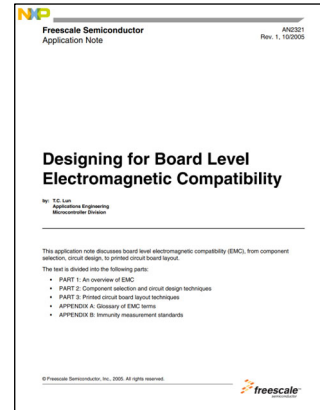 NXP
Freescale Semiconductor
Application Note
AN2321
Rev. 1, 10/2005
Designing for Board Level
Electromagnetic Compatibility
by: T.C. Lun
Applications Engineering
Microcontroller Division
This application note discusses board level electromagnetic compatibility (EMC), from component
selection, circuit design, to printed circuit board layout.
The text is divided into the following parts:
• PART 1: An overview of EMC
• PART 2: Component selection and circuit design techniques
• PART 3: Printed circuit board layout techniques
• APPENDIX A: Glossary of EMC terms
• APPENDIX B: Immunity measurement standards
© Freescale Semiconductor, Inc., 2005. All rights reserved.
freescale™
semiconductor